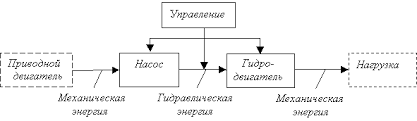 Управление
Приводной
двигатель
Насос
Гидро-
двигатель
Нагрузка
Механическая
энергия
Гидравлическая
энергия
Механическая
энергия